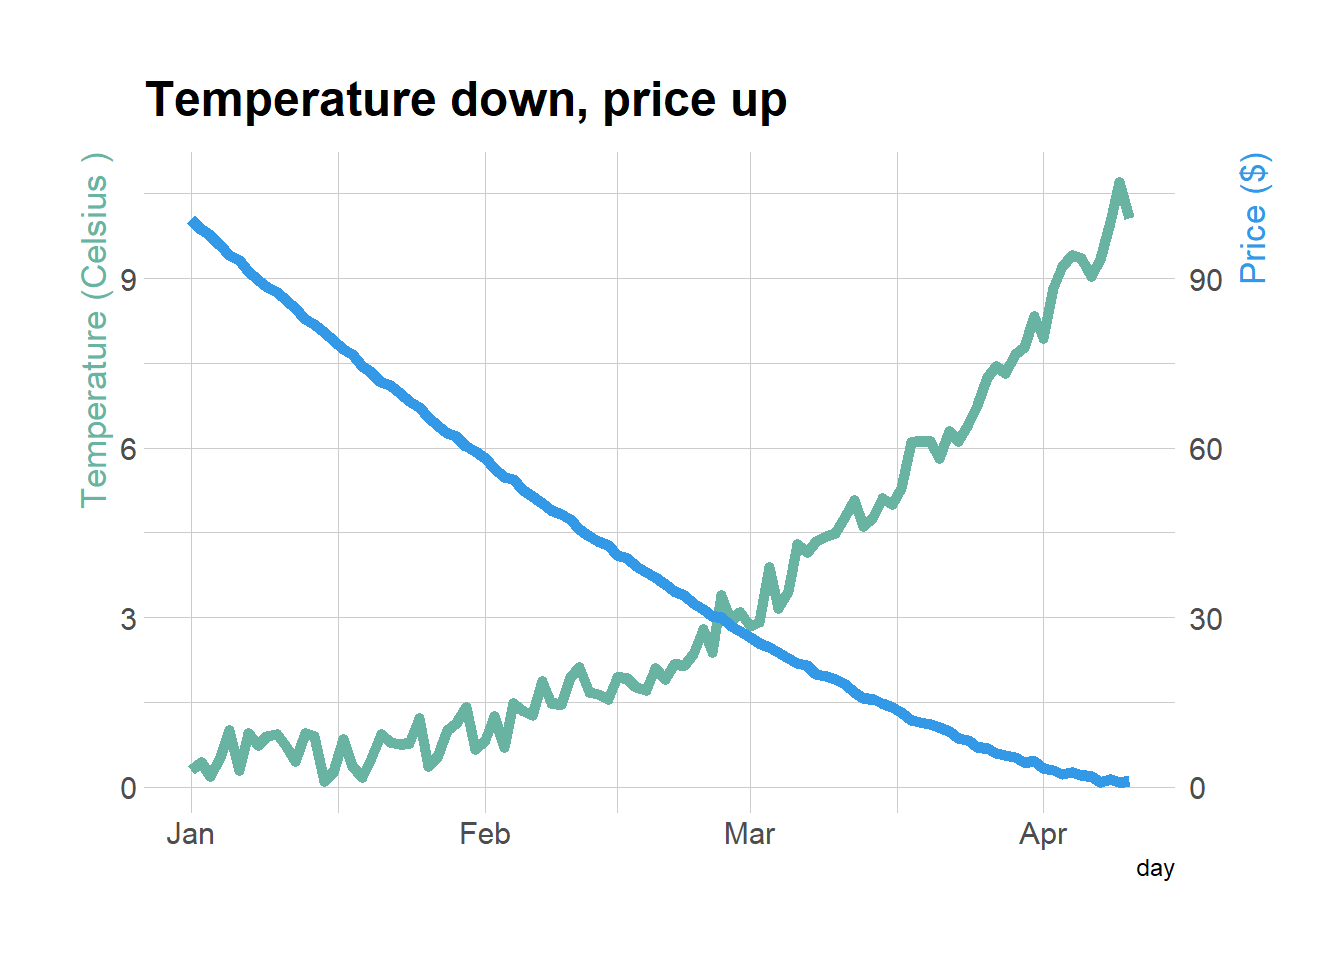 Temperature down, price up
Temperature (Celsius )
Price ($)
9
6
3
0
90
60
30
0
Jan
Feb
Mar
Apr
day